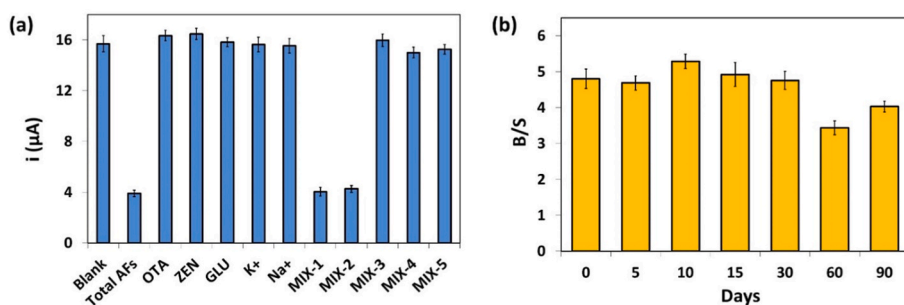 (a)
i (µA)
16
12
8
4
0
Blank
Total AFs
OTA
ZEN
GLU
K+
Na+
MIX-1
MIX-2
MIX-3
MIX-4
MIX-5
(b)
B/S
6
5
4
3
2
1
0
0 5 10 15 30 60 90
Days